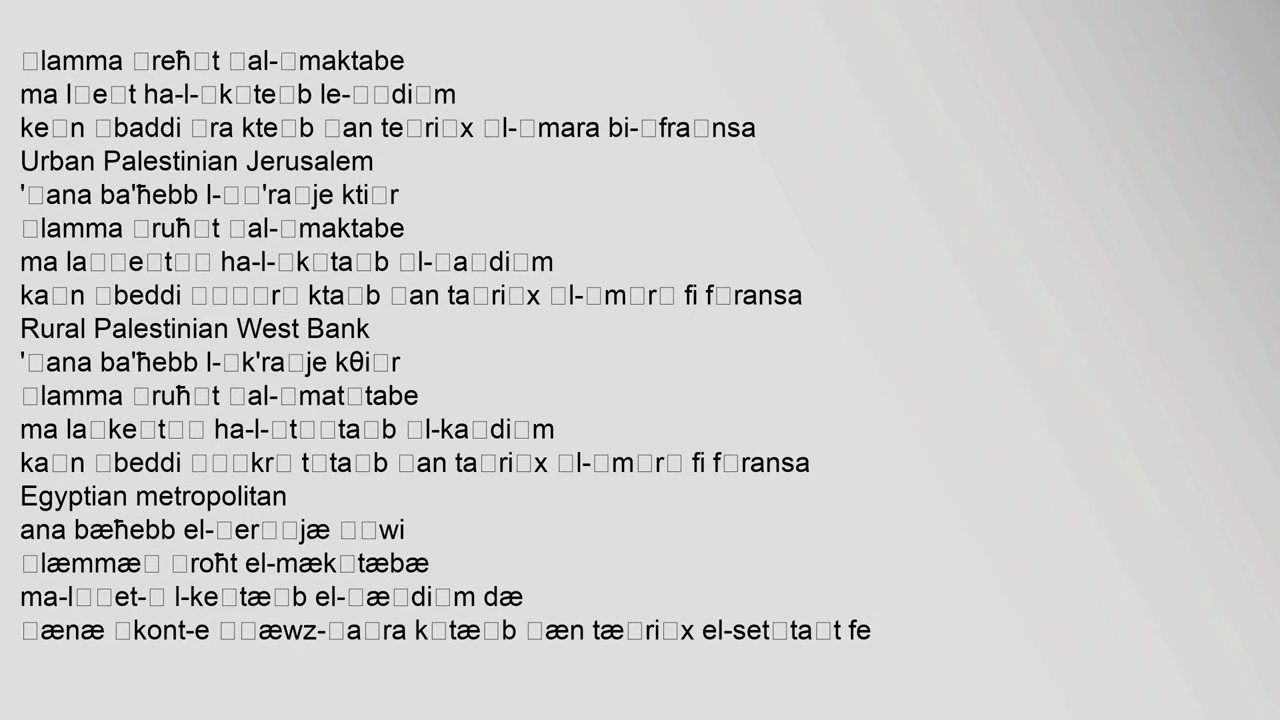 □lamma □reħ□t □al-□maktabe
ma l□e□t ha-l-□k□te□b le-□□di□m
ke□n □baddi □ra kte□b □an te□ri□x □l-□mara bi-□fra□nsa
Urban Palestinian Jerusalem
'□ana ba'ħebb l-□□'ra□je kti□r
□lamma □ruħ□t □al-□maktabe
ma la□□e□t□□ ha-l-□k□ta□b □l-□a□di□m
ka□n □beddi □□□□r□ kta□b □an ta□ri□x □l-□m□r□ fi f□ransa
Rural Palestinian West Bank
'□ana ba'ħebb l-□k'ra□je kθi□r
□lamma □ruħ□t □al-□mat□tabe
ma la□ke□t□□ ha-l-□t□□ta□b □l-ka□di□m
ka□n □beddi □□□kr□ t□ta□b □an ta□ri□x □l-□m□r□ fi f□ransa
Egyptian metropolitan
ana bæħebb el-□er□□jæ □□wi
□læmmæ□ □roħt el-mæk□tæbæ
ma-l□□et-□ l-ke□tæ□b el-□æ□di□m dæ
□ænæ □kont-e □□æwz-□a□ra k□tæ□b □æn tæ□ri□x el-set□ta□t fe